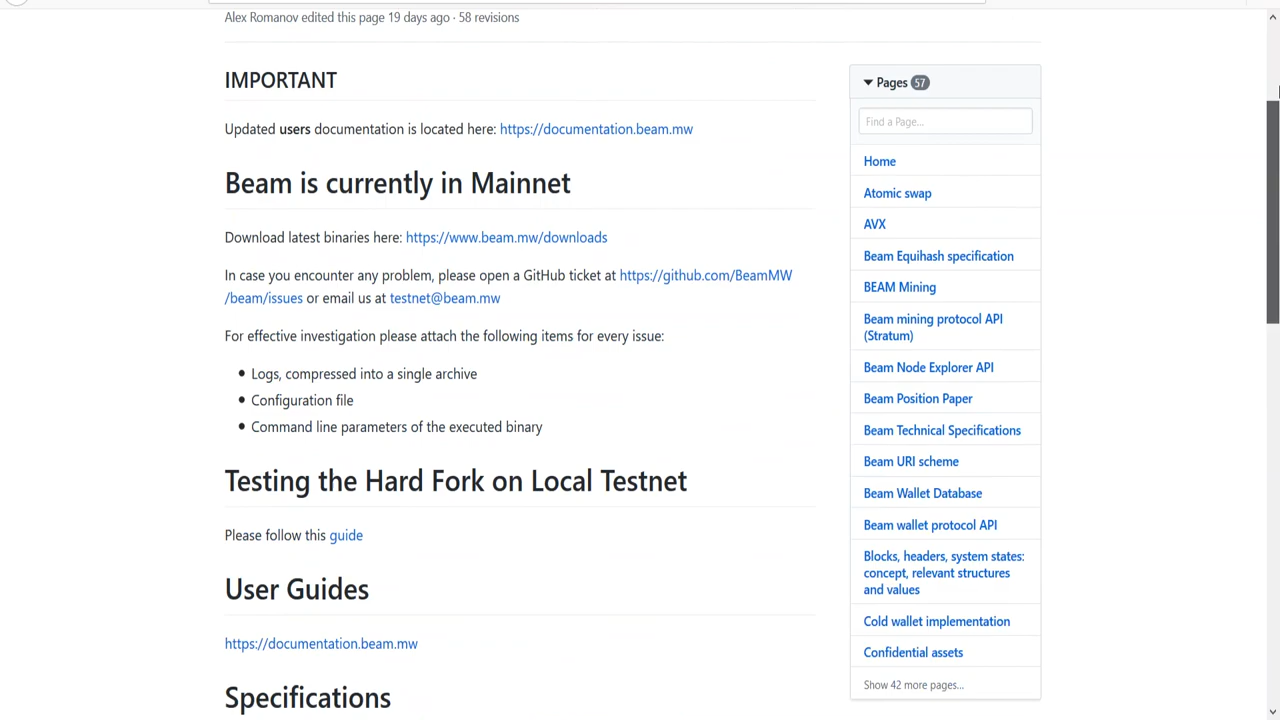 Alex Romanov edited this page 19 days ago · 58 revisions
IMPORTANT
Updated users documentation is located here: https://documentation.beam.mw
Beam is currently in Mainnet
Download latest binaries here: https://www.beam.mw/downloads
In case you encounter any problem, please open a GitHub ticket at https://github.com/BeamMW
/beam/issues or email us at testnet@beam.mw
For effective investigation please attach the following items for every issue:
• Logs, compressed into a single archive
• Configuration file
• Command line parameters of the executed binary
Testing the Hard Fork on Local Testnet
Please follow this guide
User Guides
https://documentation.beam.mw
Specifications
Pages 57
Find a Page...
Home
Atomic swap
AVX
Beam Equihash specification
BEAM Mining
Beam mining protocol API
(Stratum)
Beam Node Explorer API
Beam Position Paper
Beam Technical Specifications
Beam URI scheme
Beam Wallet Database
Beam wallet protocol API
Blocks, headers, system states:
concept, relevant structures
and values
Cold wallet implementation
Confidential assets
Show 42 more pages...